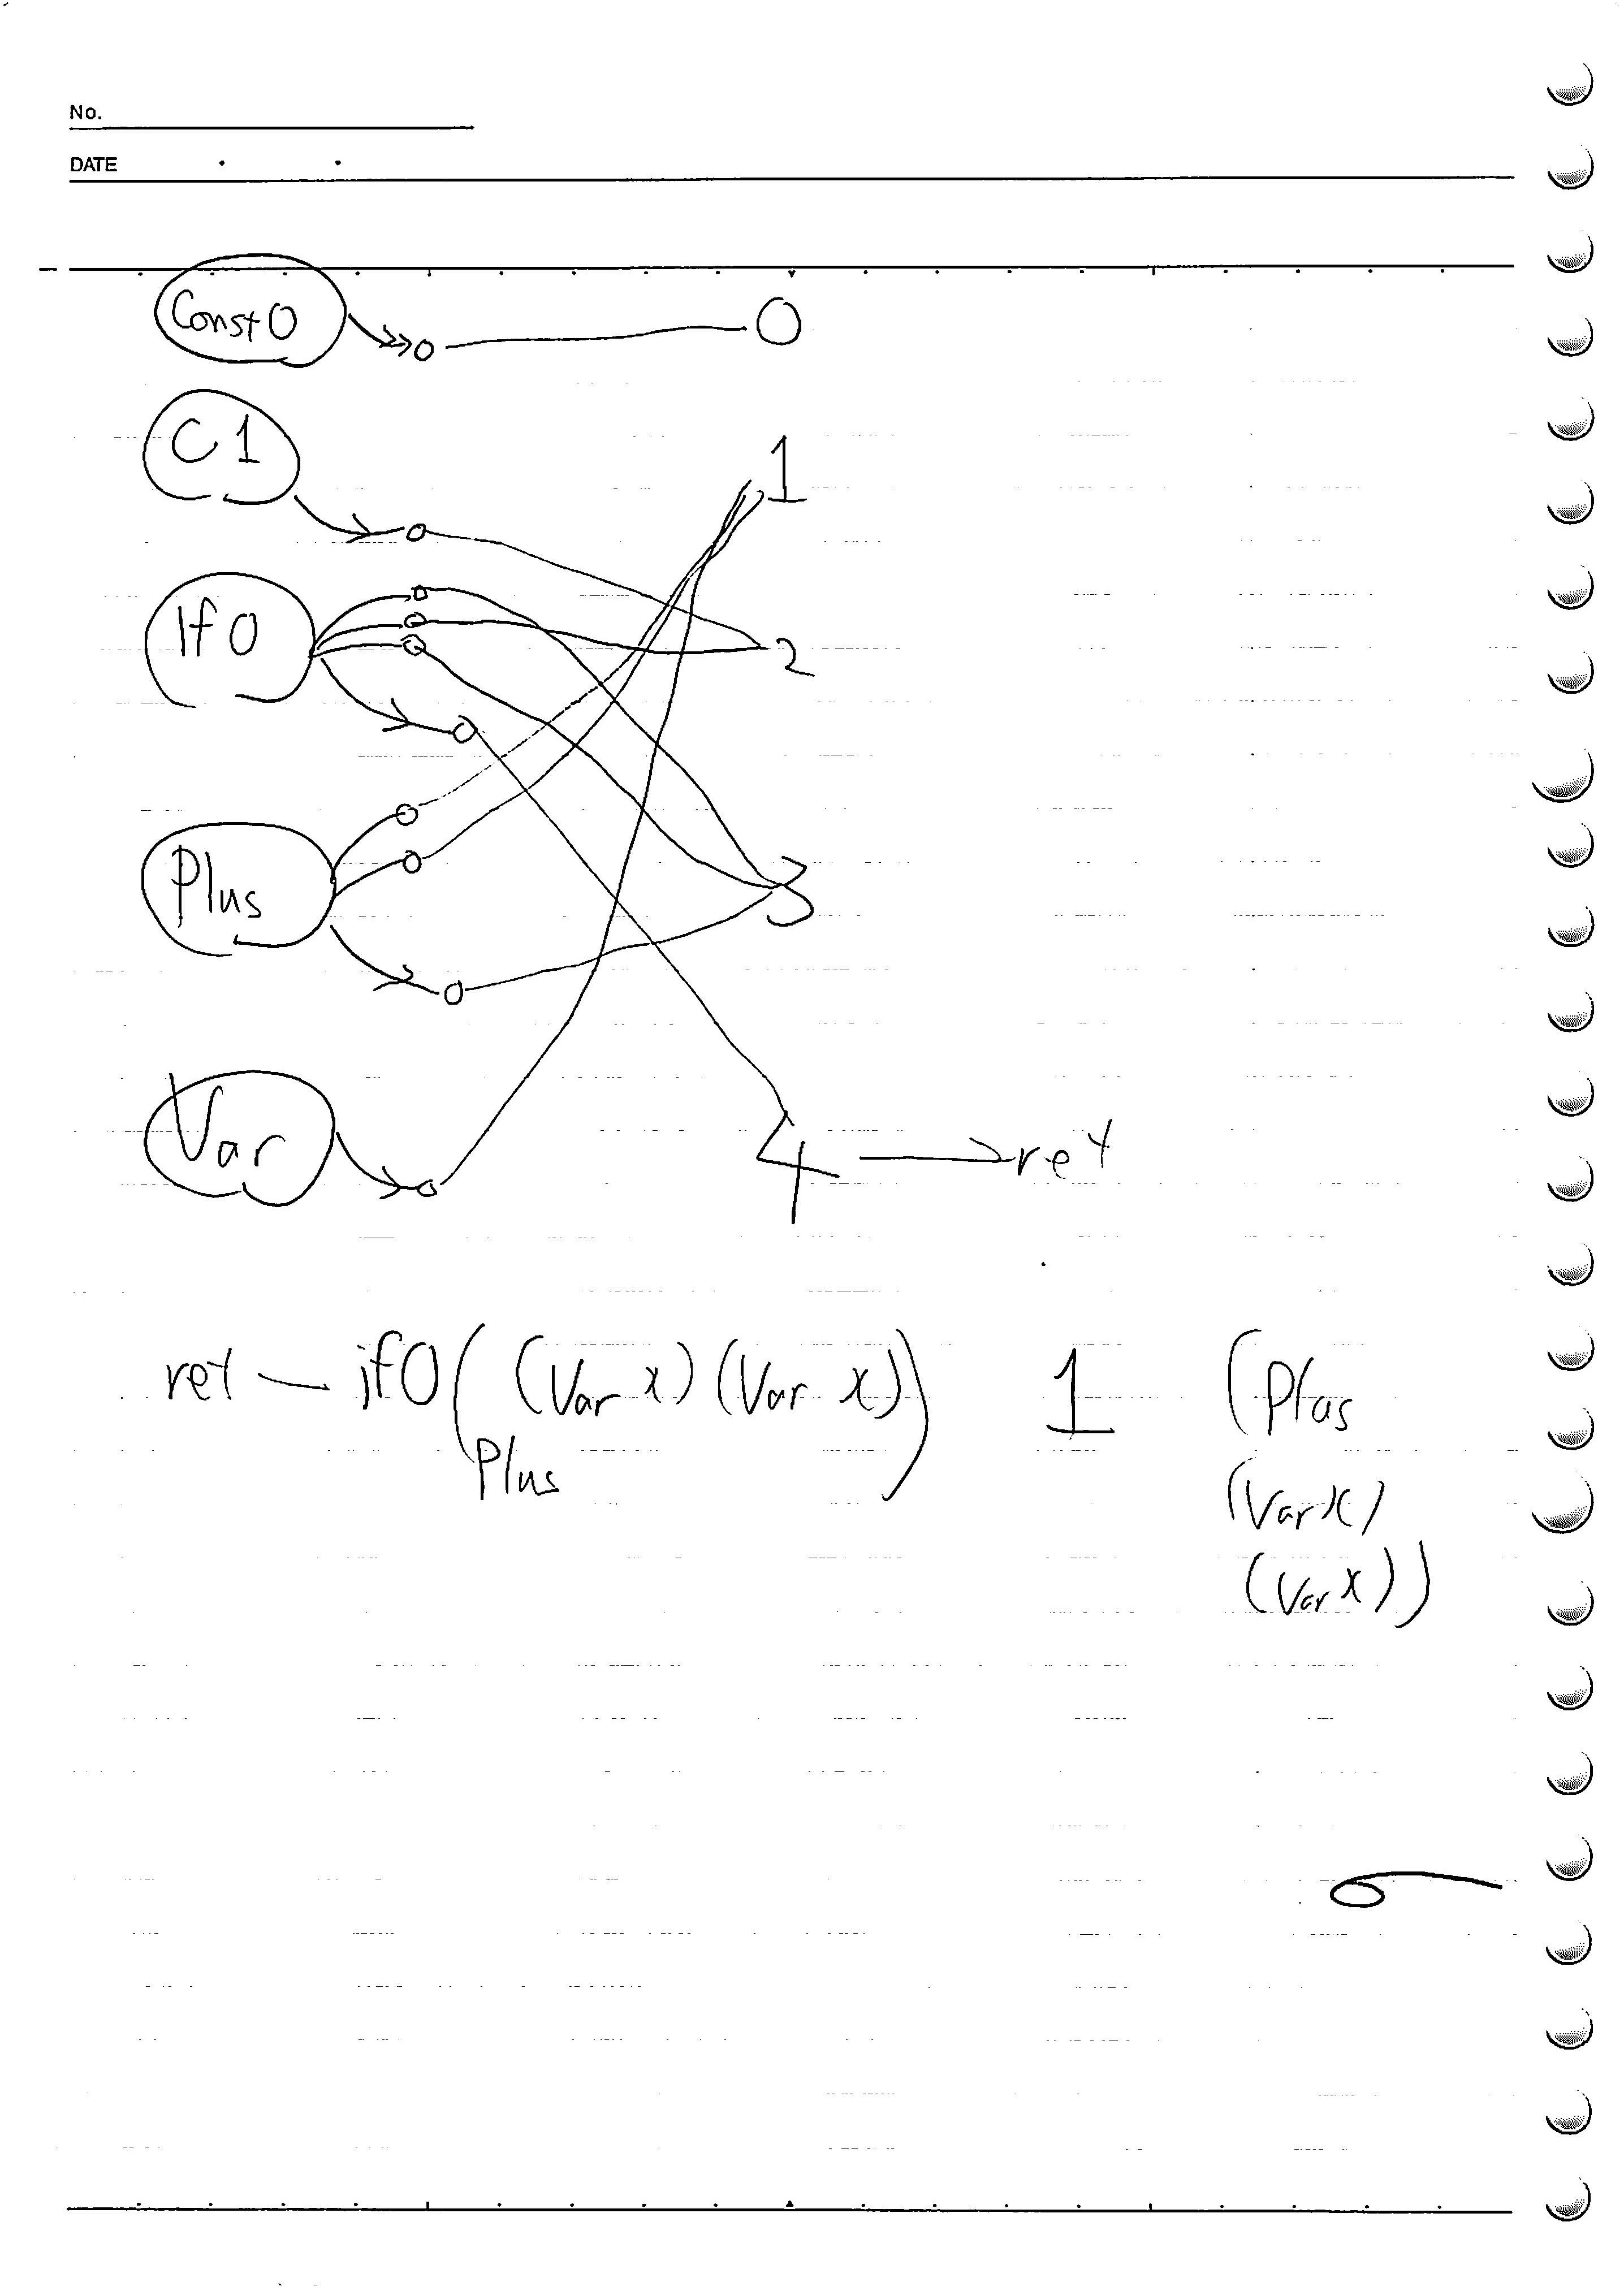 No.
DATE
Const 0
0
C 1
1
If 0
2
Plus
3
Var
4 → ret
ret — if0 ( (Var x) (Var x) ) 1 (Plus
Plus
(Var x)
(Var x))